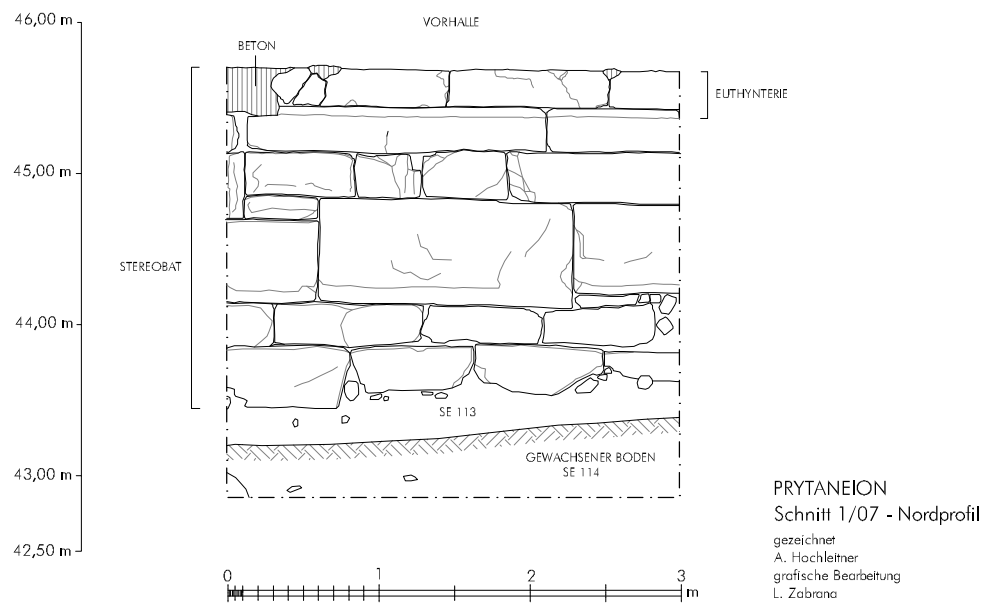 46,00 m
VORHALLE
BETON
EUTHYNTERIE
45,00 m
STEREOBAT
44,00 m
SE 113
GEWACHSENER BODEN
SE 114
43,00 m
42,50 m
PRYTANEION
Schnitt 1/07 - Nordprofil
gezeichnet
A. Hochleitner
grafische Bearbeitung
L. Zabrana
0 1 2 3 m